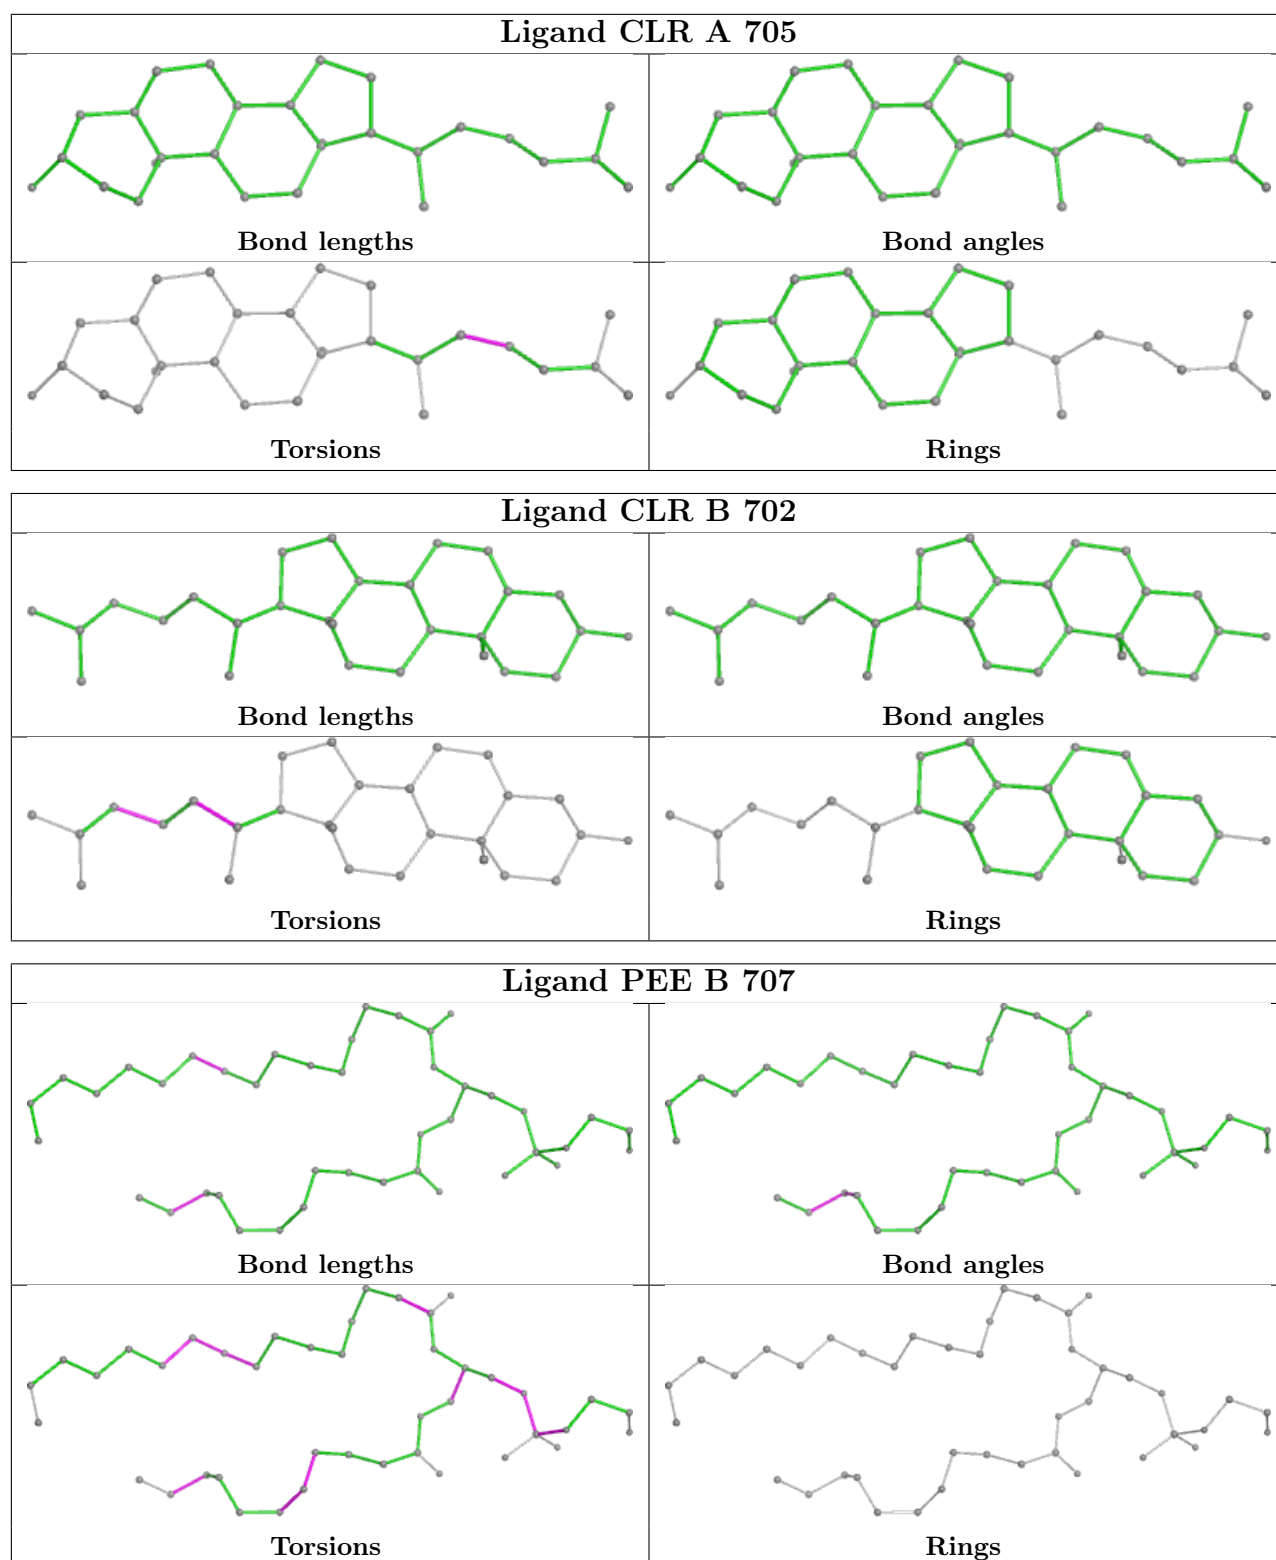 Ligand CLR A 705
Bond lengths
Bond angles
Torsions
Rings
Ligand CLR B 702
Bond lengths
Bond angles
Torsions
Rings
Ligand PEE B 707
Bond lengths
Bond angles
Torsions
Rings